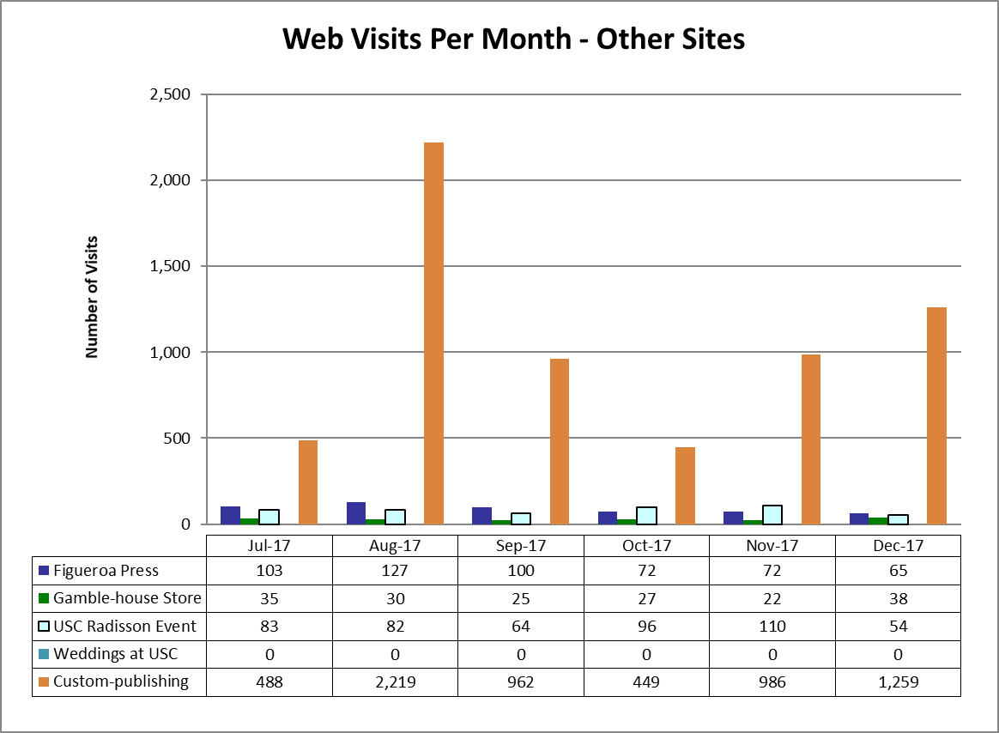 Web Visits Per Month - Other Sites
2,500
2,000
1,500
1,000
500
0
Number of Visits
Jul-17 Aug-17 Sep-17 Oct-17 Nov-17 Dec-17
Figueroa Press 103 127 100 72 72 65
Gamble-house Store 35 30 25 27 22 38
USC Radisson Event 83 82 64 96 110 54
Weddings at USC 0 0 0 0 0 0
Custom-publishing 488 2,219 962 449 986 1,259